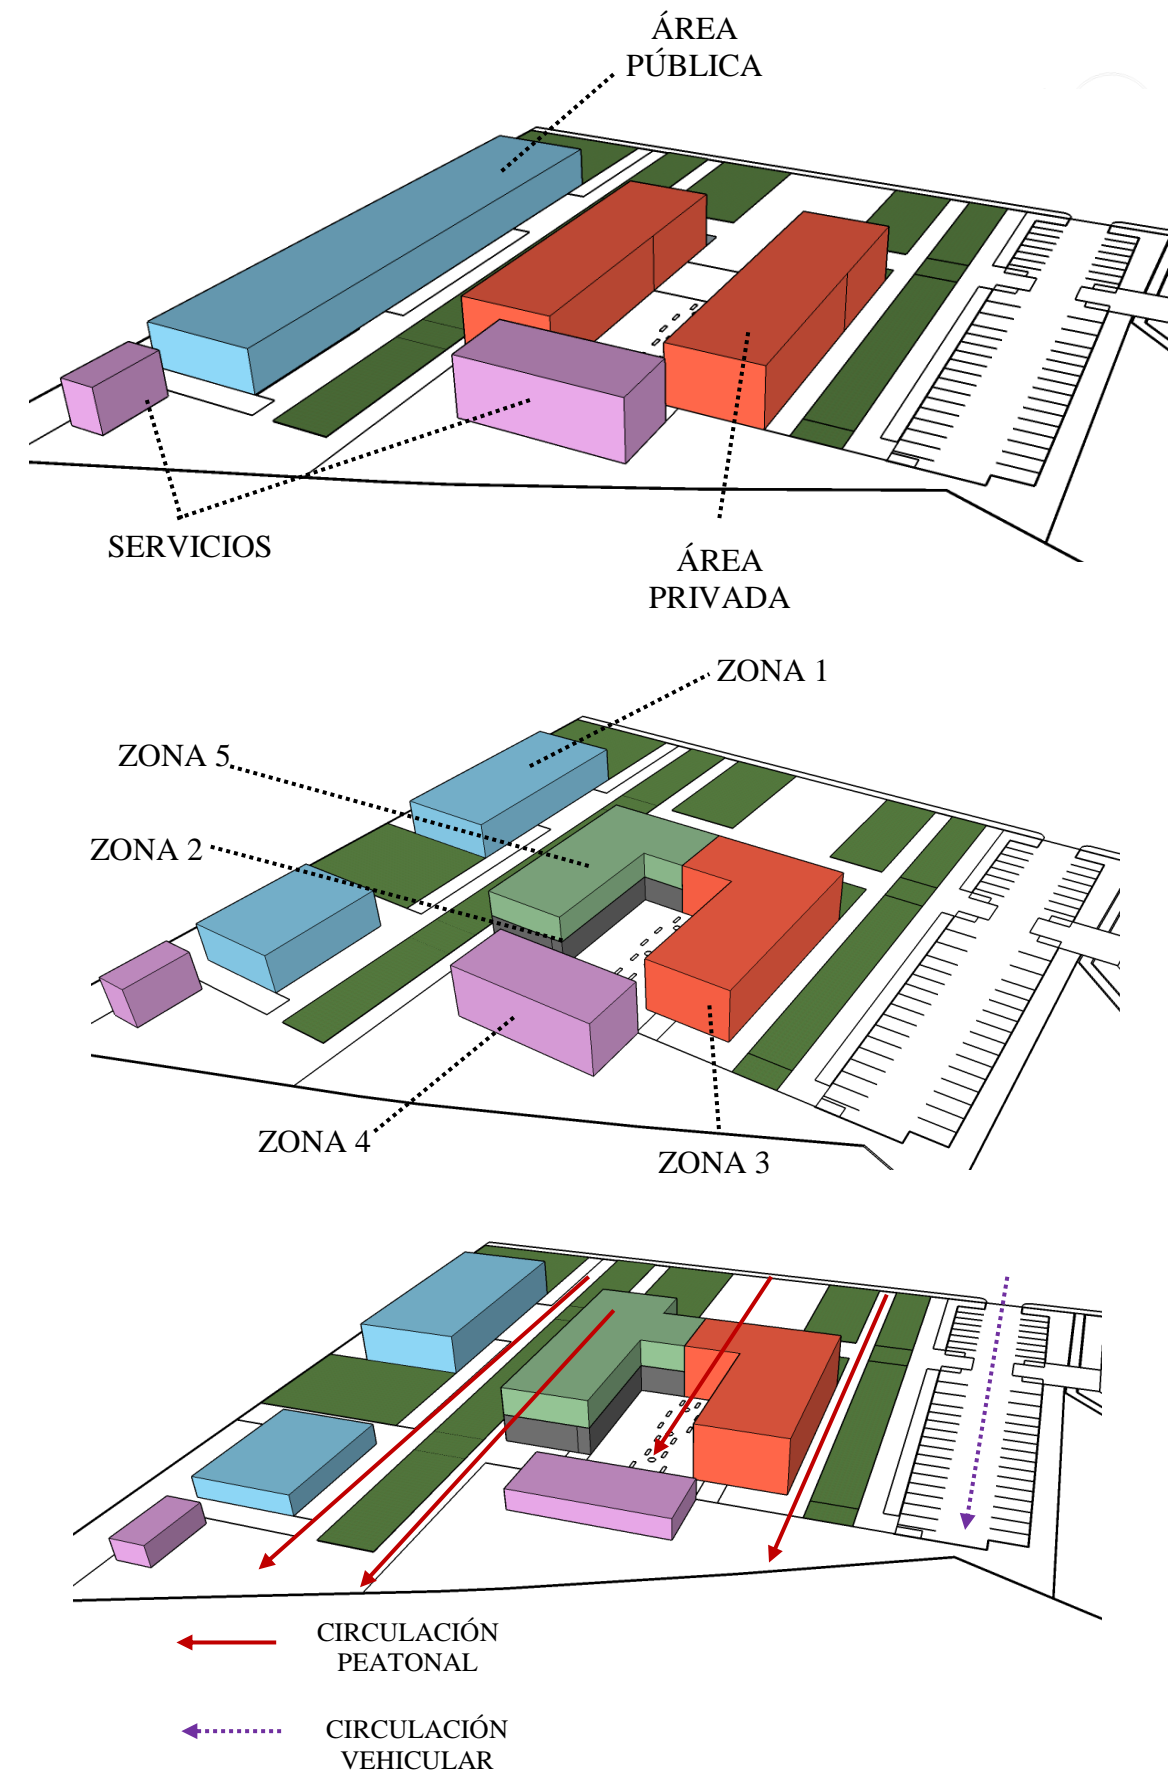 ÁREA
PÚBLICA
SERVICIOS
ÁREA
PRIVADA
ZONA 1
ZONA 5
ZONA 2
ZONA 4
ZONA 3
CIRCULACIÓN
PEATONAL
CIRCULACIÓN
VEHICULAR